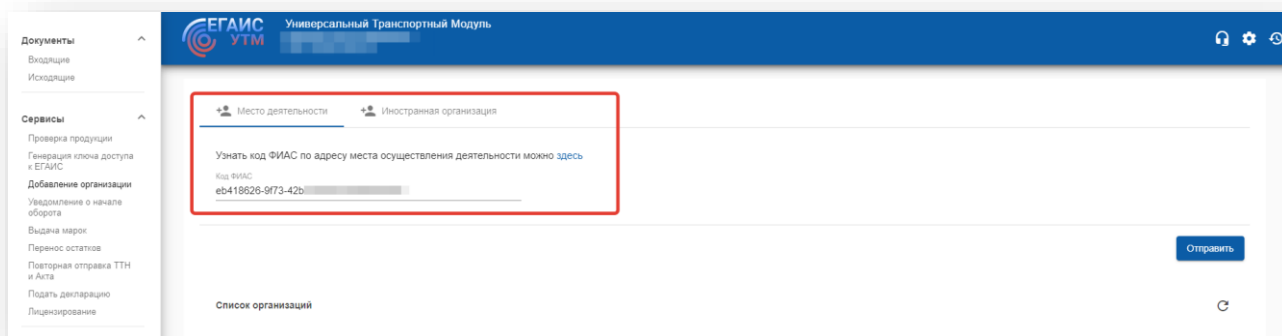 Документы
Входящие
Исходящие
Сервисы
Проверка продукции
Генерация ключа доступа
к ЕГАИС
Добавление организации
Уведомление о начале
оборота
Выдача марок
Перенос остатков
Повторная отправка ТТН
и Акта
Подать декларацию
Лицензирование
ЕГАИС
УТМ
Универсальный Транспортный Модуль
Место деятельности
Иностранная организация
Узнать код ФИАС по адресу места осуществления деятельности можно здесь
Код ФИАС
eb418626-9f73-42b
Отправить
Список организаций